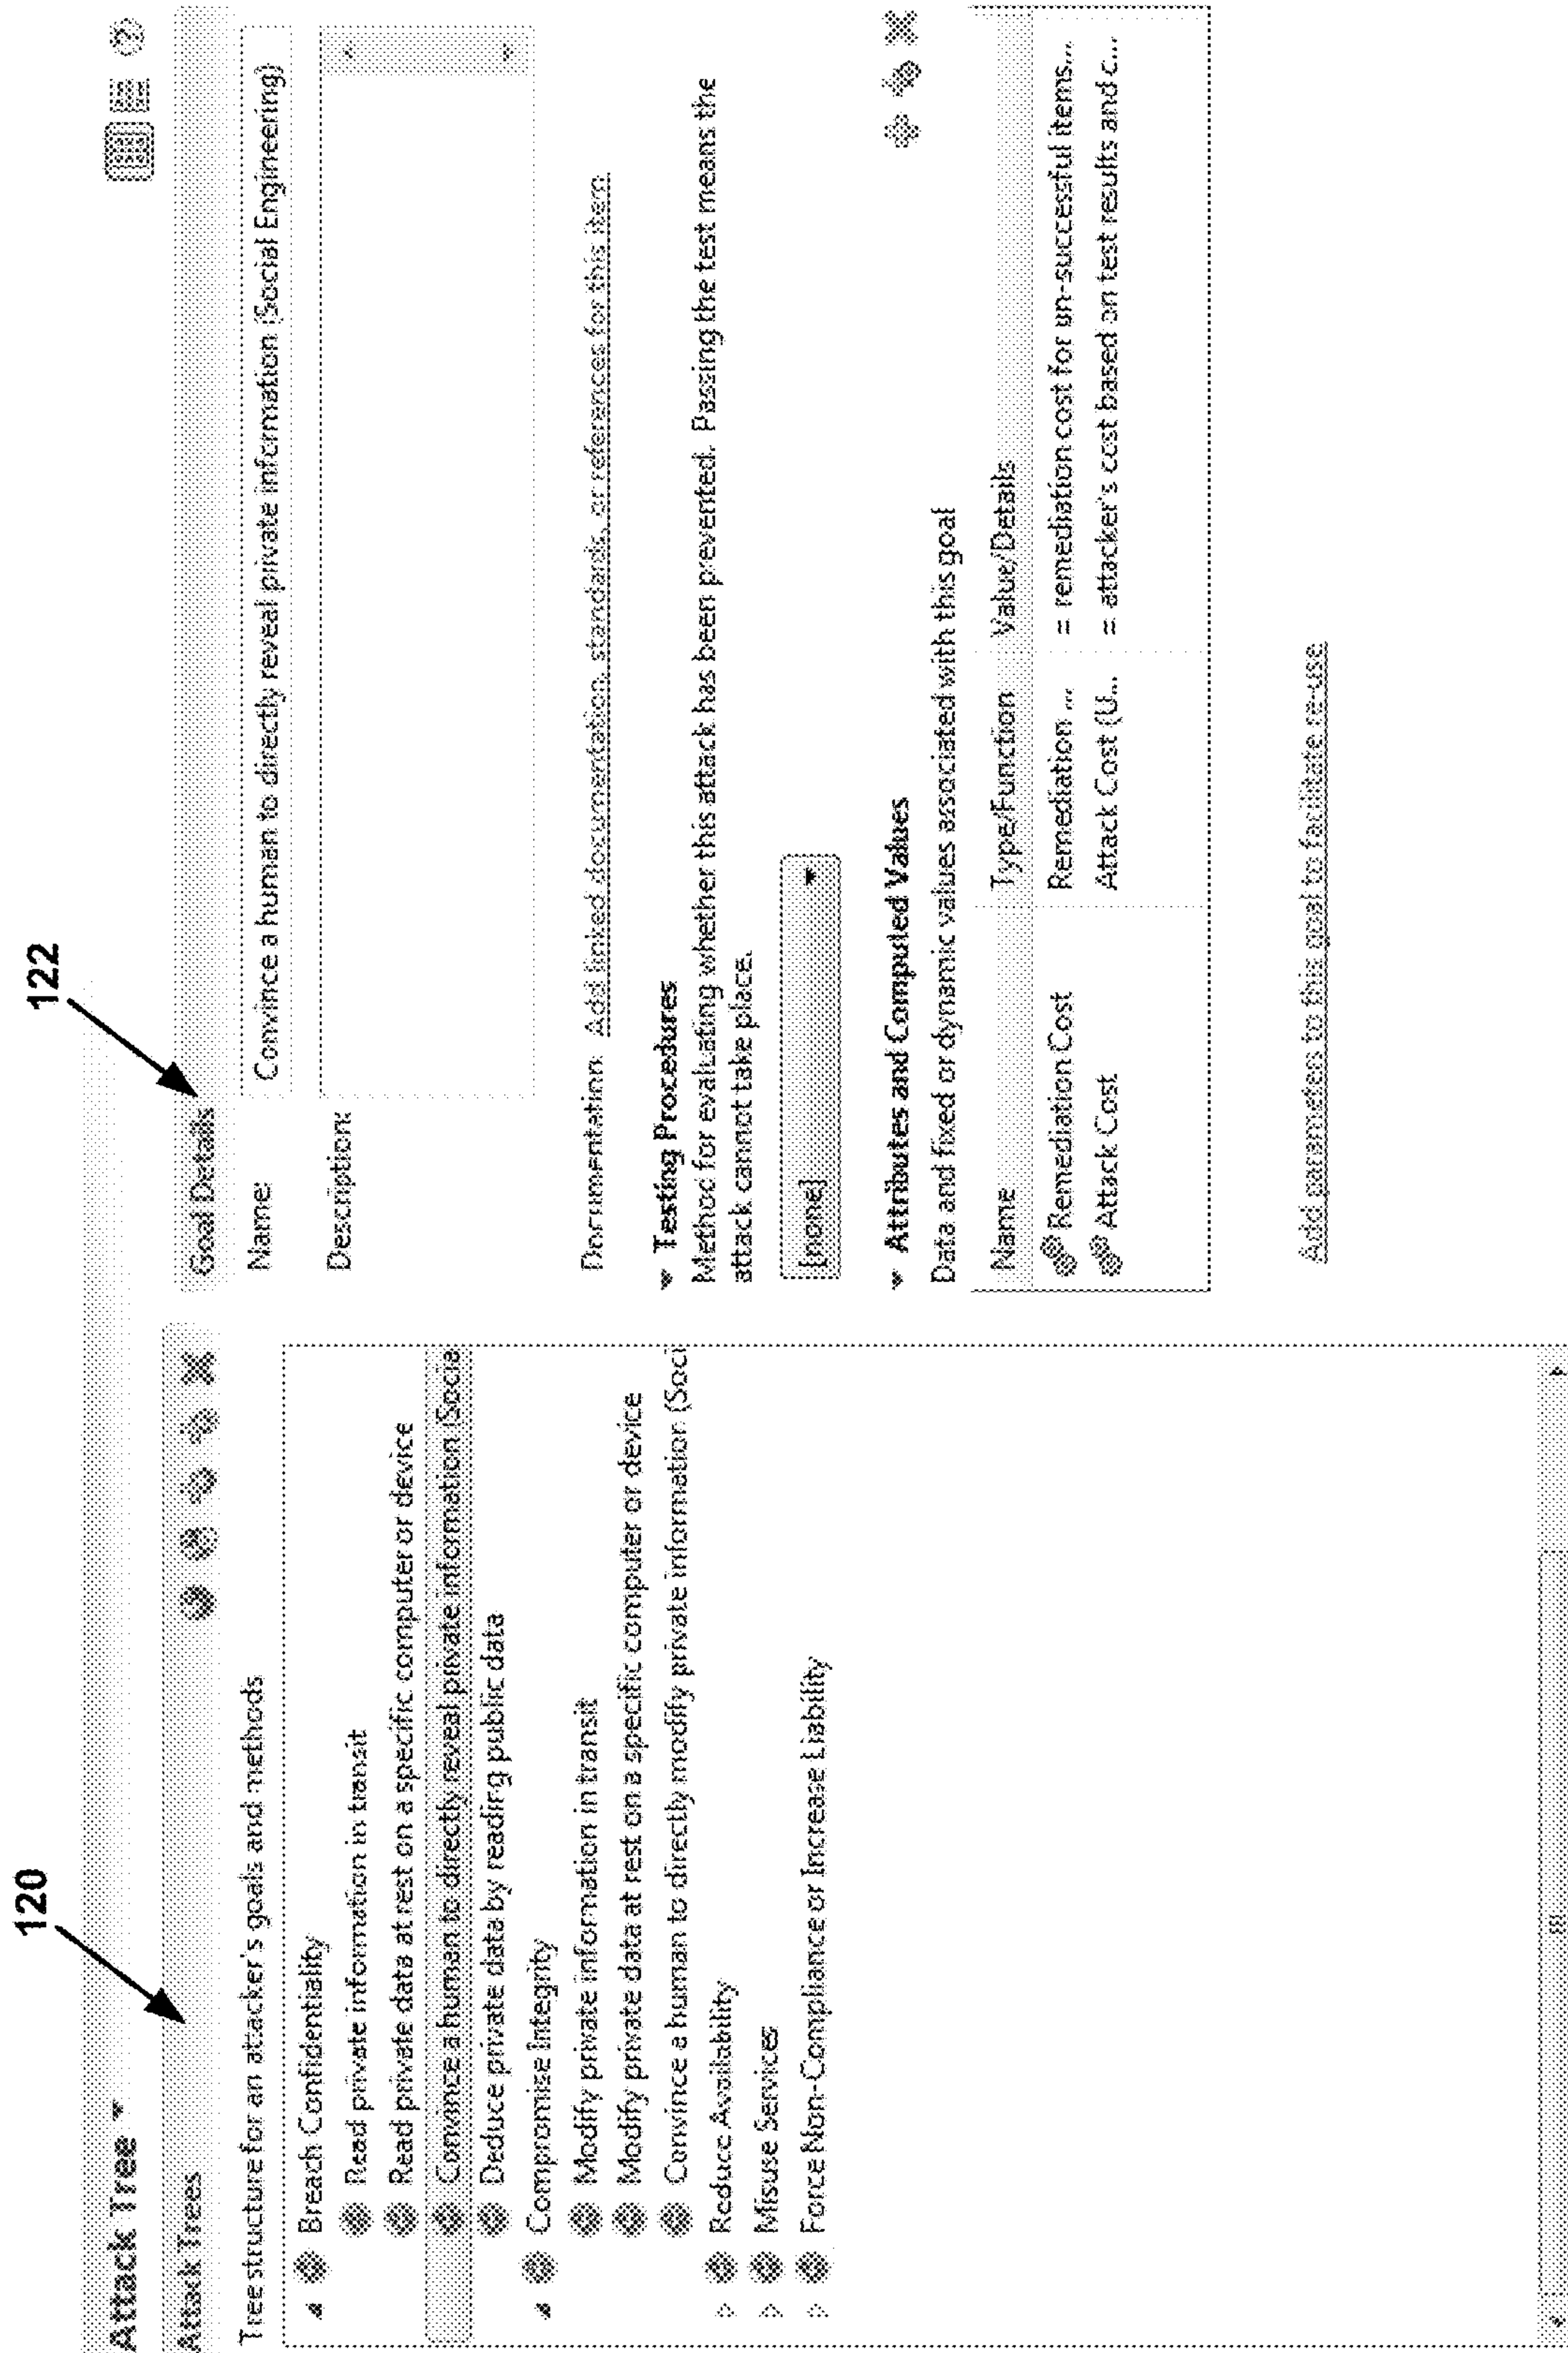 120
122
Attack Tree
Attack Trees
Tree structure for an attacker's goals and methods
Breach Confidentiality
Read private information in transit
Read private data at rest on a specific computer or device
Convince a human to directly reveal private information (Socia
Deduce private data by reading public data
Compromise Integrity
Modify private information in transit
Modify private data at rest on a specific computer or device
Convince a human to directly modify private information (Soci
Reduce Availability
Misuse Services
Force Non-Compliance or Increase Liability
Goal Details
Name: Convince a human to directly reveal private information (Social Engineering)
Description:
Documentation: Add linked documentation, standards, or references for this item
Testing Procedures
Method for evaluating whether this attack has been prevented. Passing the test means the
attack cannot take place.
[none]
Attributes and Computed Values
Data and fixed or dynamic values associated with this goal
Name Type/Function Value/Details
Remediation Cost Remediation ... = remediation cost for un-successful items...
Attack Cost Attack Cost (U... = attacker's cost based on test results and c...
Add parameters to this goal to facilitate re-use